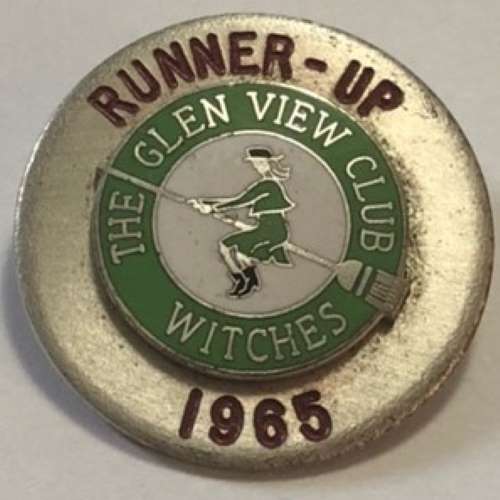 RUNNER-UP
THE GLEN VIEW CLUB
WITCHES
1965